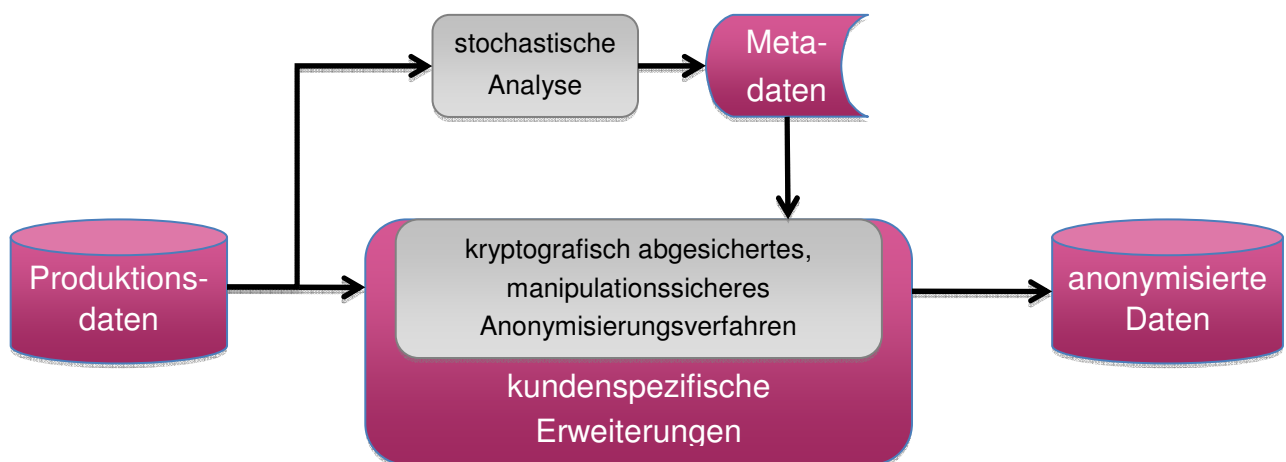 stochastische
Analyse
Meta-
daten
Produktions-
daten
kryptografisch abgesichertes,
manipulationssicheres
Anonymisierungsverfahren
kundenspezifische
Erweiterungen
anonymisierte
Daten